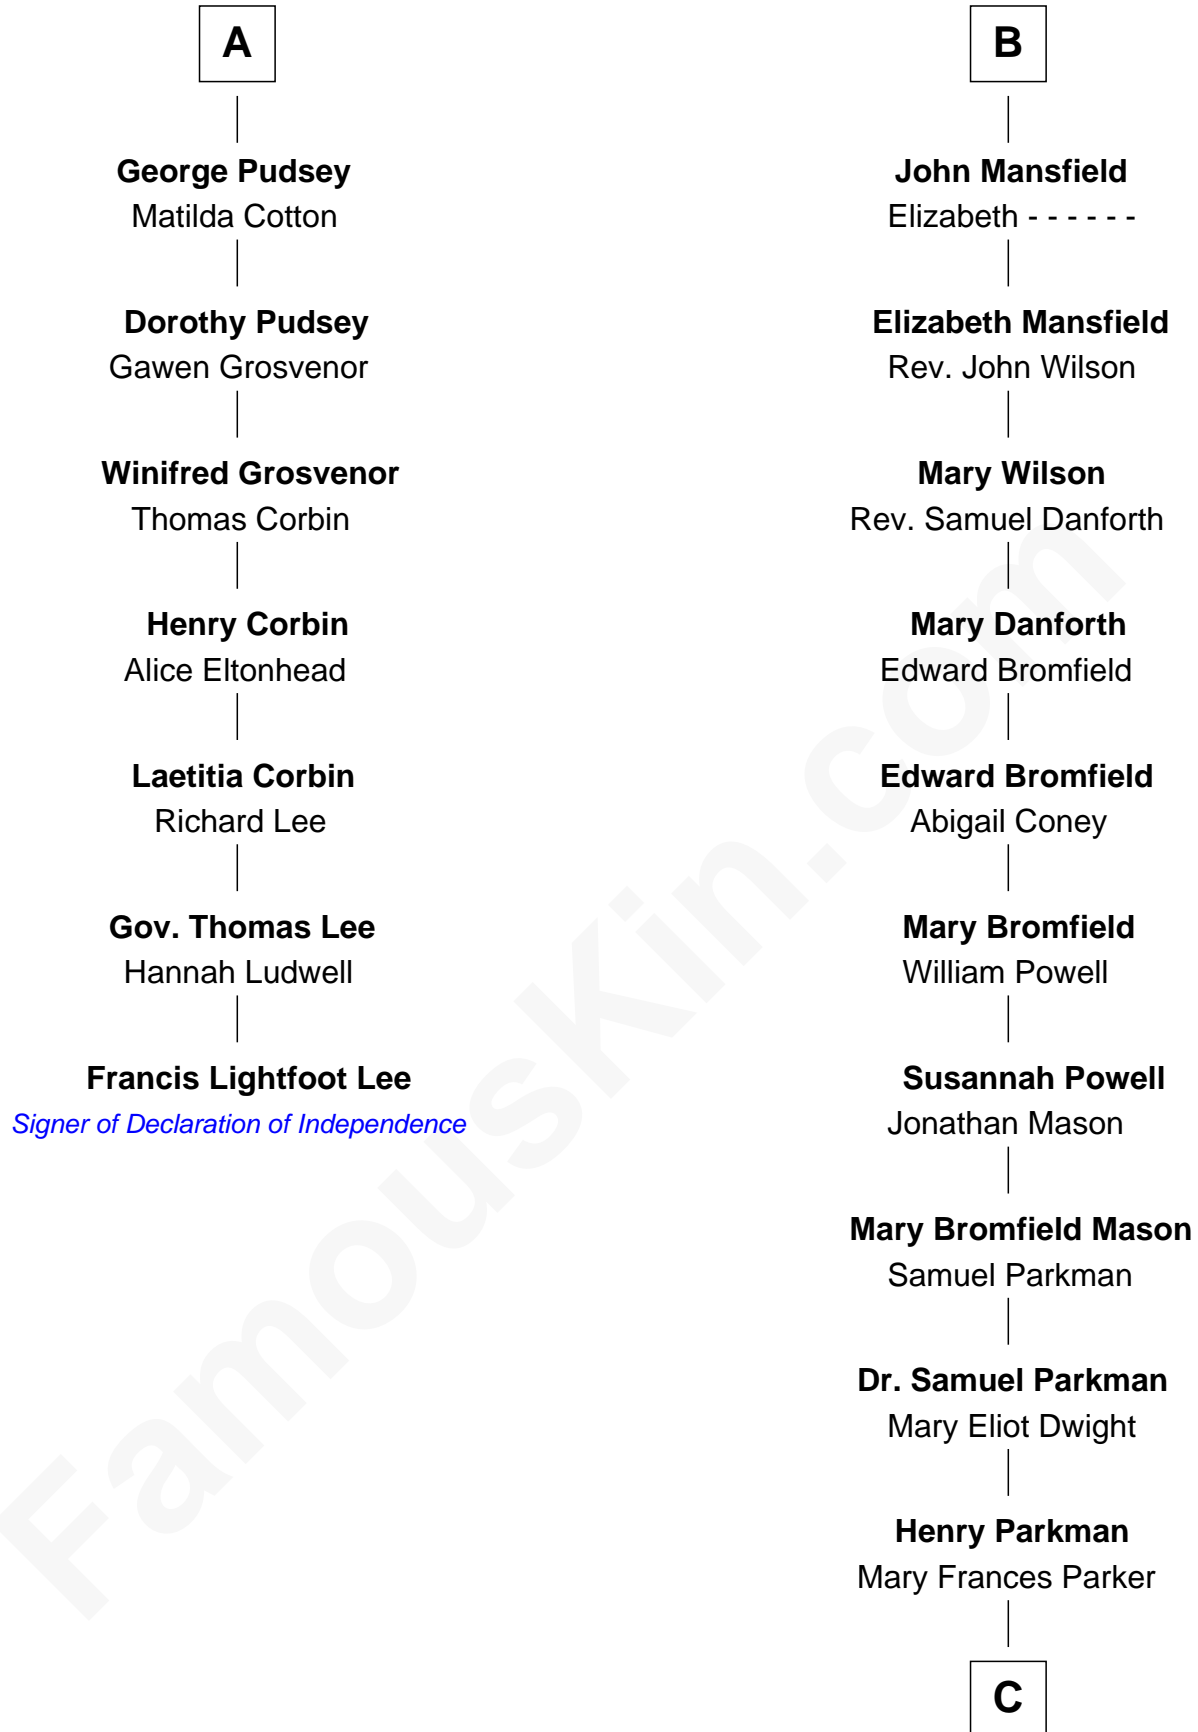 A
George Pudsey
Matilda Cotton
Dorothy Pudsey
Gawen Grosvenor
Winifred Grosvenor
Thomas Corbin
Henry Corbin
Alice Eltonhead
Laetitia Corbin
Richard Lee
Gov. Thomas Lee
Hannah Ludwell
Francis Lightfoot Lee
Signer of Declaration of Independence
B
John Mansfield
Elizabeth - - - - - -
Elizabeth Mansfield
Rev. John Wilson
Mary Wilson
Rev. Samuel Danforth
Mary Danforth
Edward Bromfield
Edward Bromfield
Abigail Coney
Mary Bromfield
William Powell
Susannah Powell
Jonathan Mason
Mary Bromfield Mason
Samuel Parkman
Dr. Samuel Parkman
Mary Eliot Dwight
Henry Parkman
Mary Frances Parker
C
FamousKin.com